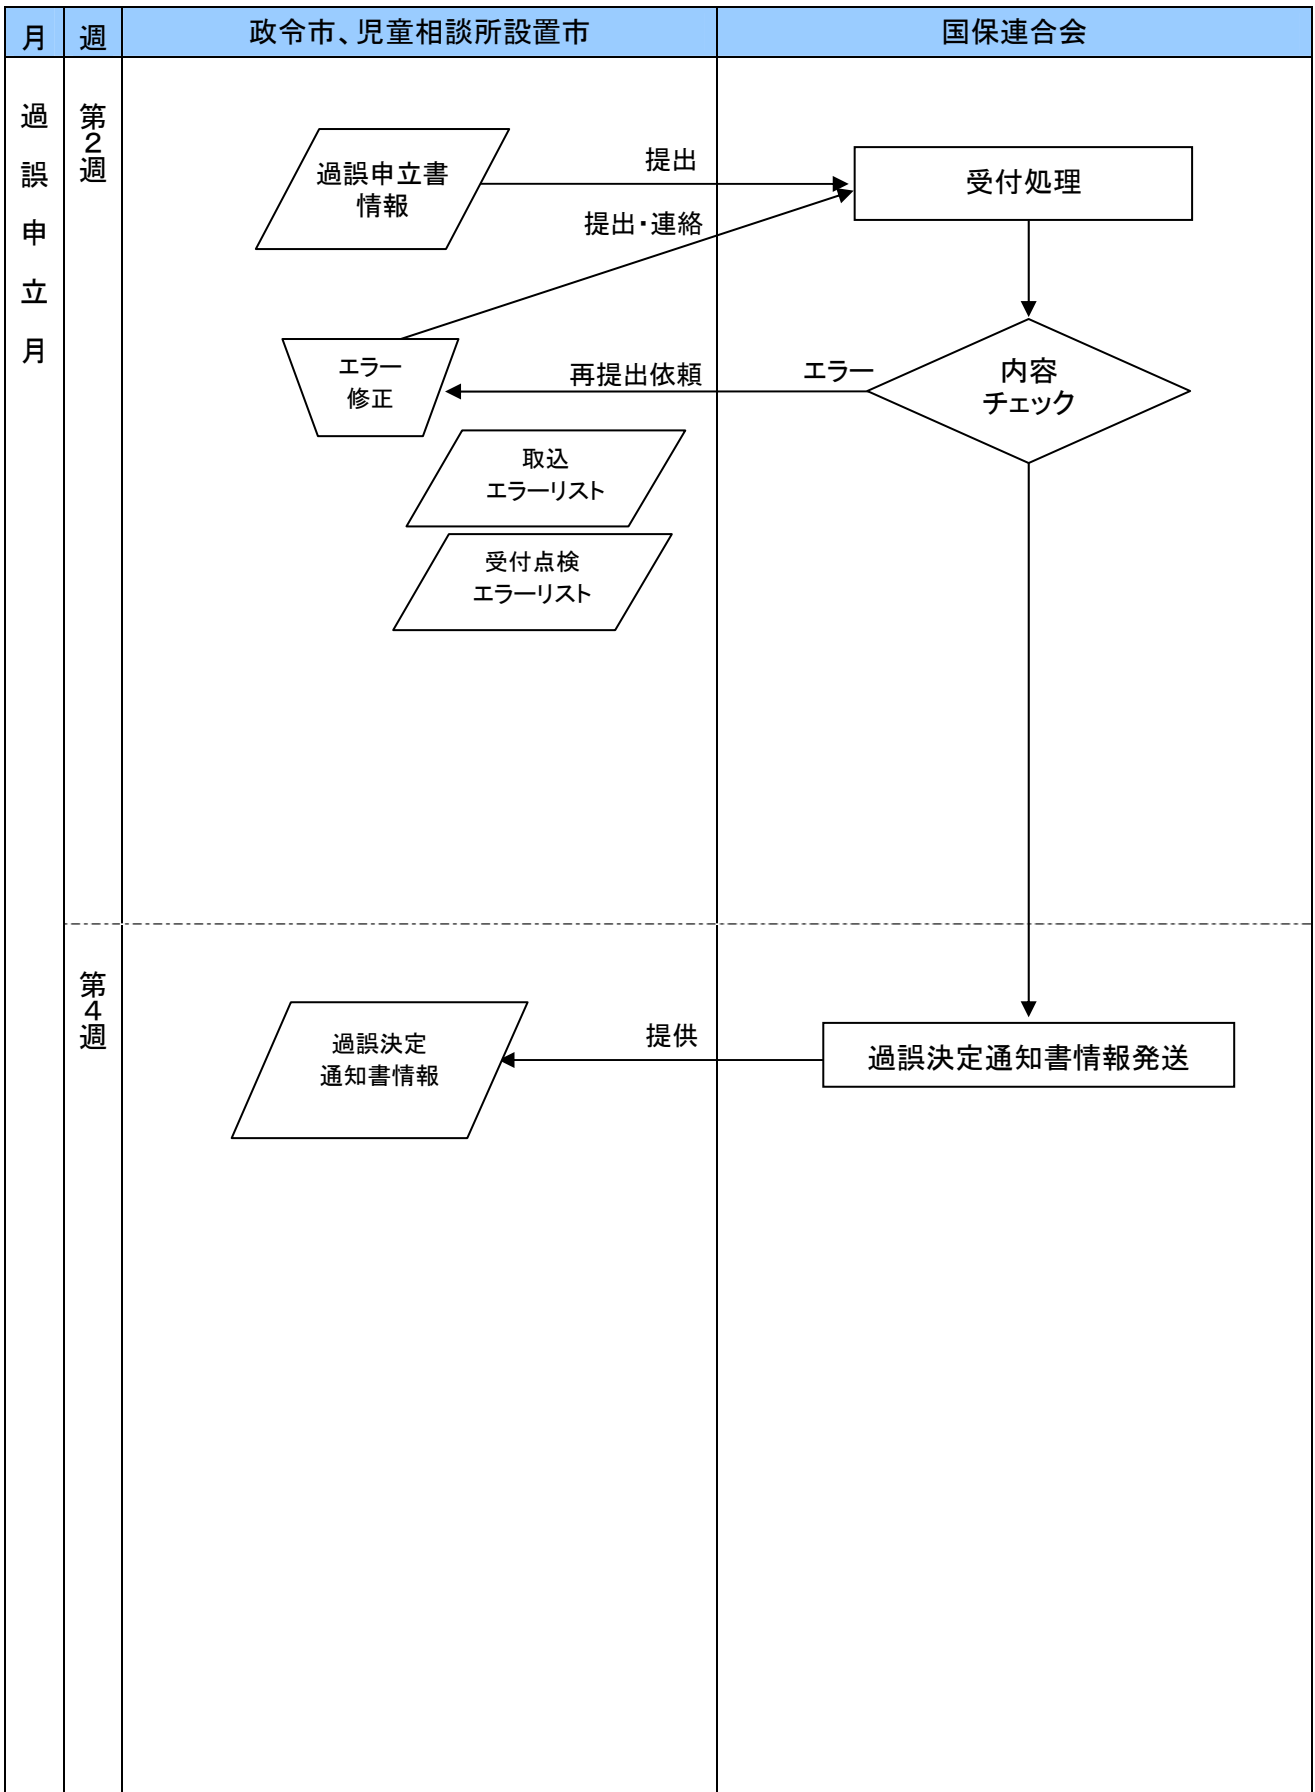 月
週
政令市、児童相談所設置市
国保連合会
過誤申立月
第2週
過誤申立書
情報
提出
受付処理
提出・連絡
エラー
修正
再提出依頼
エラー
内容
チェック
取込
エラーリスト
受付点検
エラーリスト
第4週
過誤決定
通知書情報
提供
過誤決定通知書情報発送